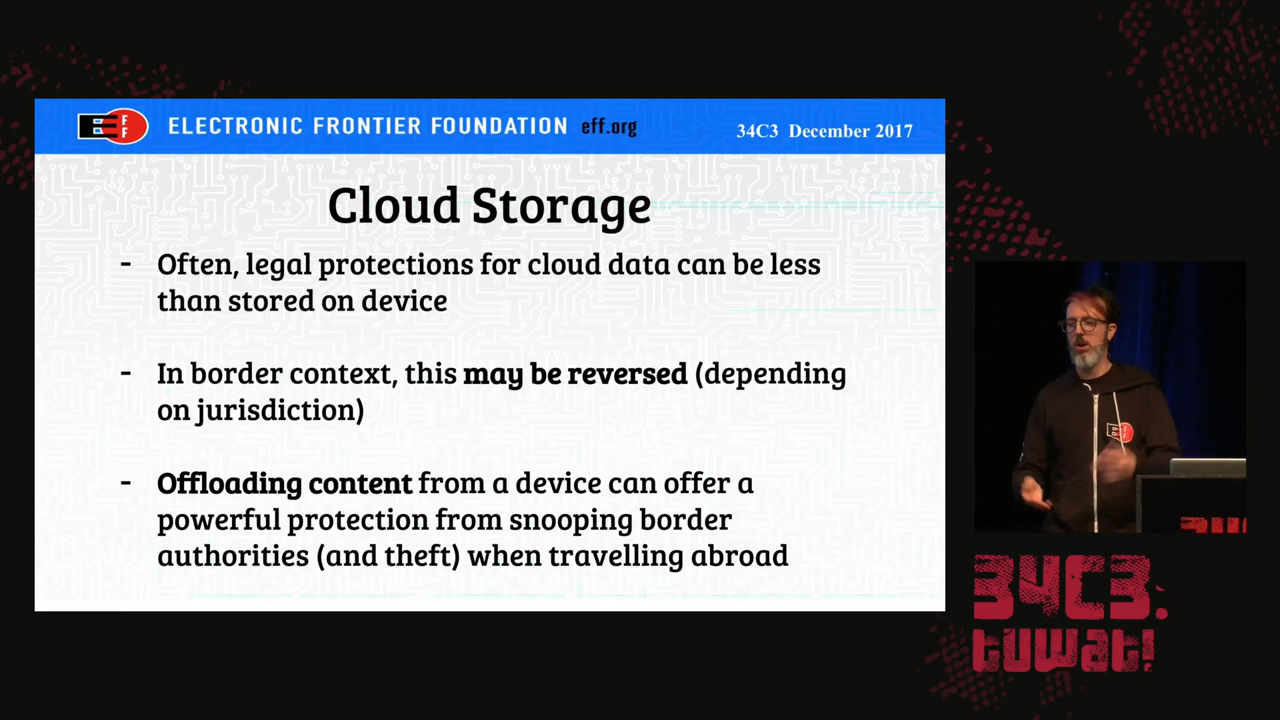 EFF
ELECTRONIC FRONTIER FOUNDATION eff.org
34C3 December 2017
Cloud Storage
- Often, legal protections for cloud data can be less
than stored on device
- In border context, this may be reversed (depending
on jurisdiction)
- Offloading content from a device can offer a
powerful protection from snooping border
authorities (and theft) when travelling abroad
34C3
34C3.
tuwat!